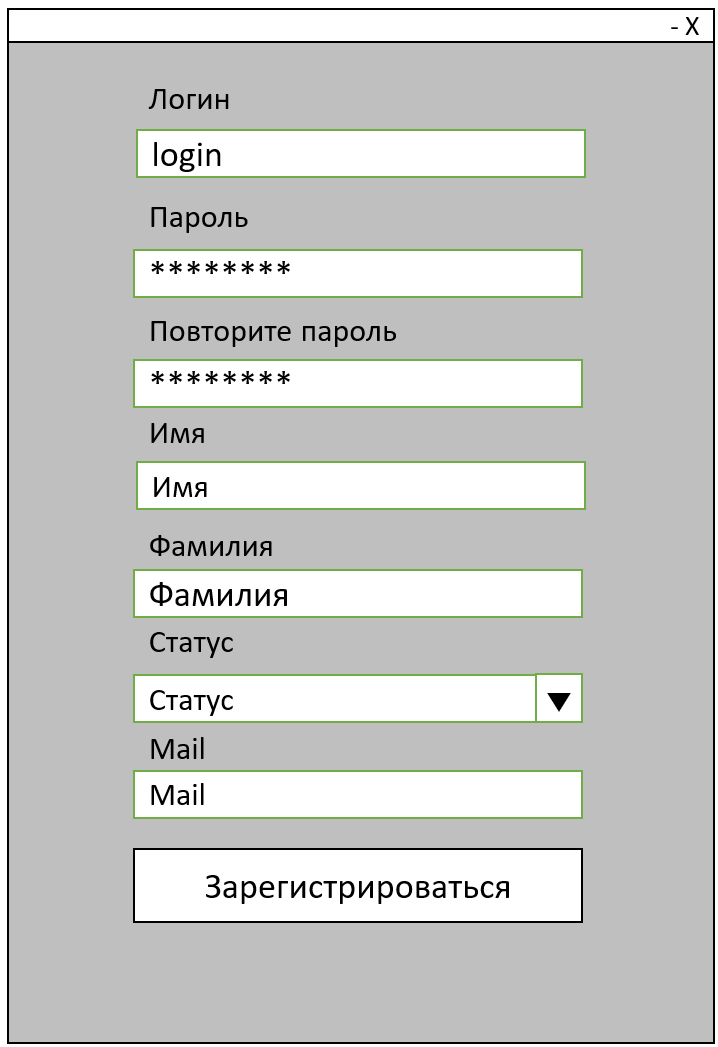 - X
Логин
login
Пароль
********
Повторите пароль
********
Имя
Имя
Фамилия
Фамилия
Статус
Статус
Mail
Mail
Зарегистрироваться